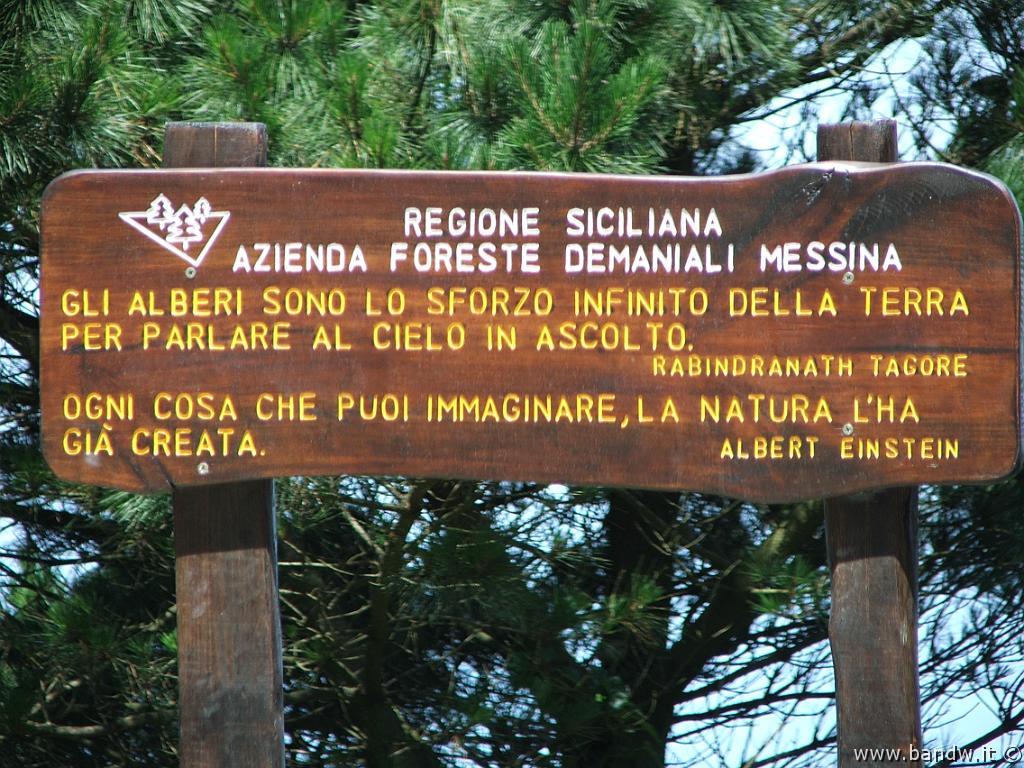 REGIONE SICILIANA
AZIENDA FORESTE DEMANIALI MESSINA
GLI ALBERI SONO LO SFORZO INFINITO DELLA TERRA
PER PARLARE AL CIELO IN ASCOLTO.
RABINDRANATH TAGORE
OGNI COSA CHE PUOI IMMAGINARE, LA NATURA L'HA
GIÀ CREATA.
ALBERT EINSTEIN
www.bandw.it ©